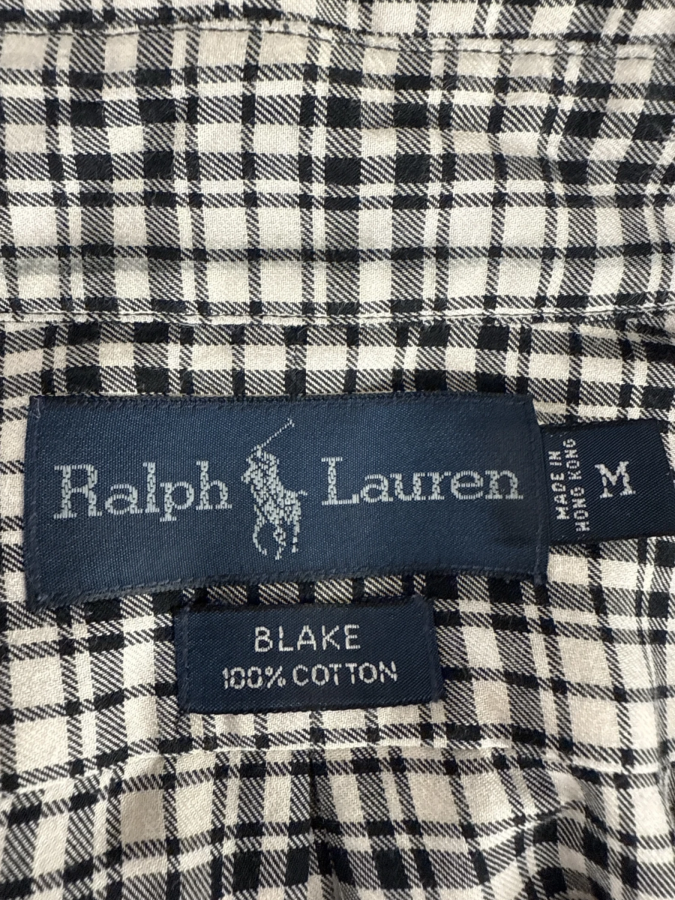 Ralph Lauren
MADE IN
HONG KONG
M
BLAKE
100% COTTON